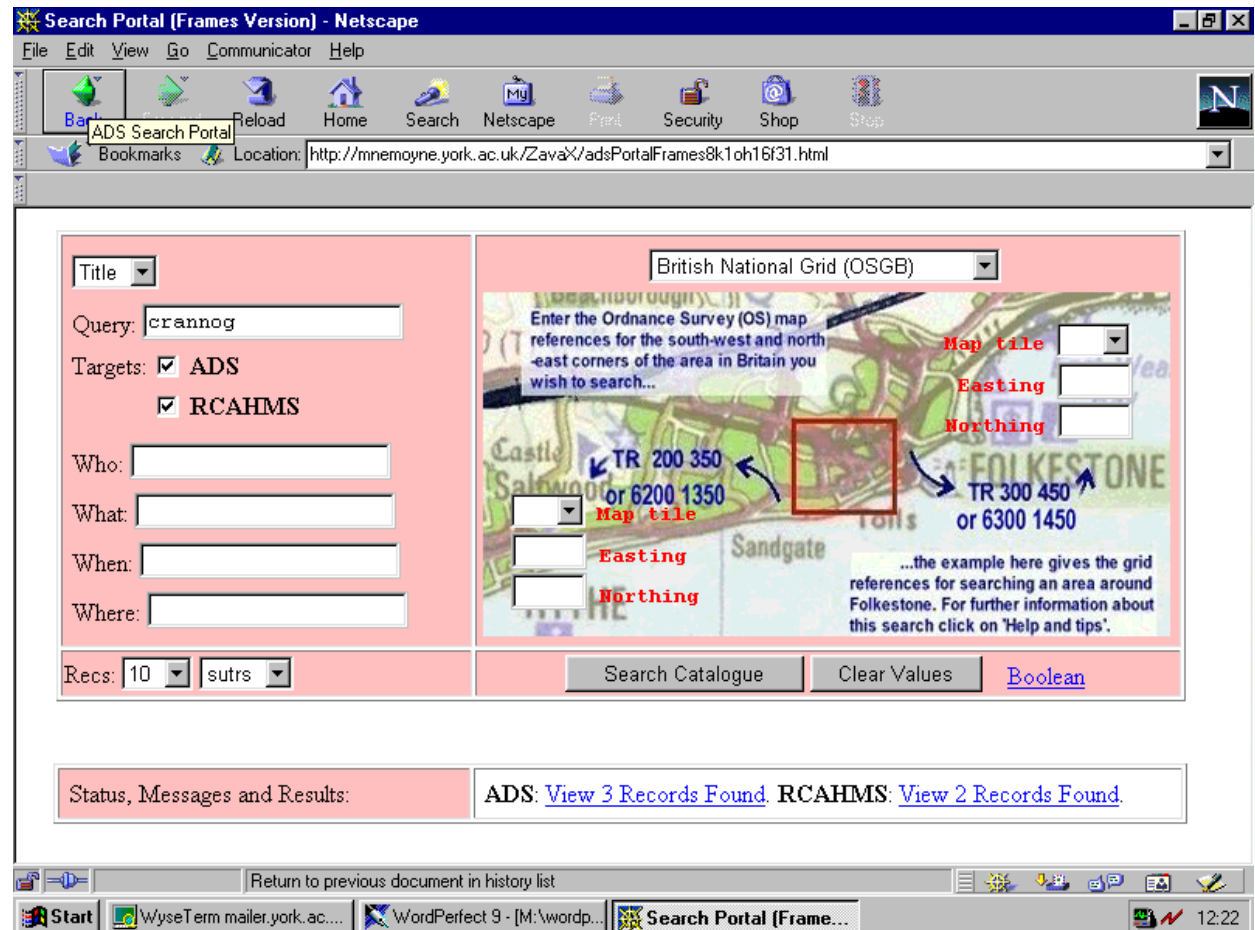 Search Portal (Frames Version) - Netscape
File Edit View Go Communicator Help
Back Reload Home Search Netscape Print Security Shop Stop
ADS Search Portal
Bookmarks Location: http://mnemoyne.york.ac.uk/ZavaX/adsPortalFrames8k1oh16f31.html
Title
British National Grid (OSGB)
Query: crannog
Targets: ADS
RCAHMS
Who:
What:
When:
Where:
Enter the Ordnance Survey (OS) map
references for the south-west and north
-east corners of the area in Britain you
wish to search...
Map tile
Easting
Northing
Castle
TR 200 350
or 6200 1350
FOLKESTONE
TR 300 450
or 6300 1450
Map tile
Easting
Northing
Sandgate
...the example here gives the grid
references for searching an area around
Folkestone. For further information about
this search click on 'Help and tips'.
Recs: 10 sutrs
Search Catalogue Clear Values Boolean
Status, Messages and Results:
ADS: View 3 Records Found. RCAHMS: View 2 Records Found.
Return to previous document in history list
Start WyseTerm mailer.york.ac.... WordPerfect 9 - [M:\wordp... Search Portal (Frame... 12:22